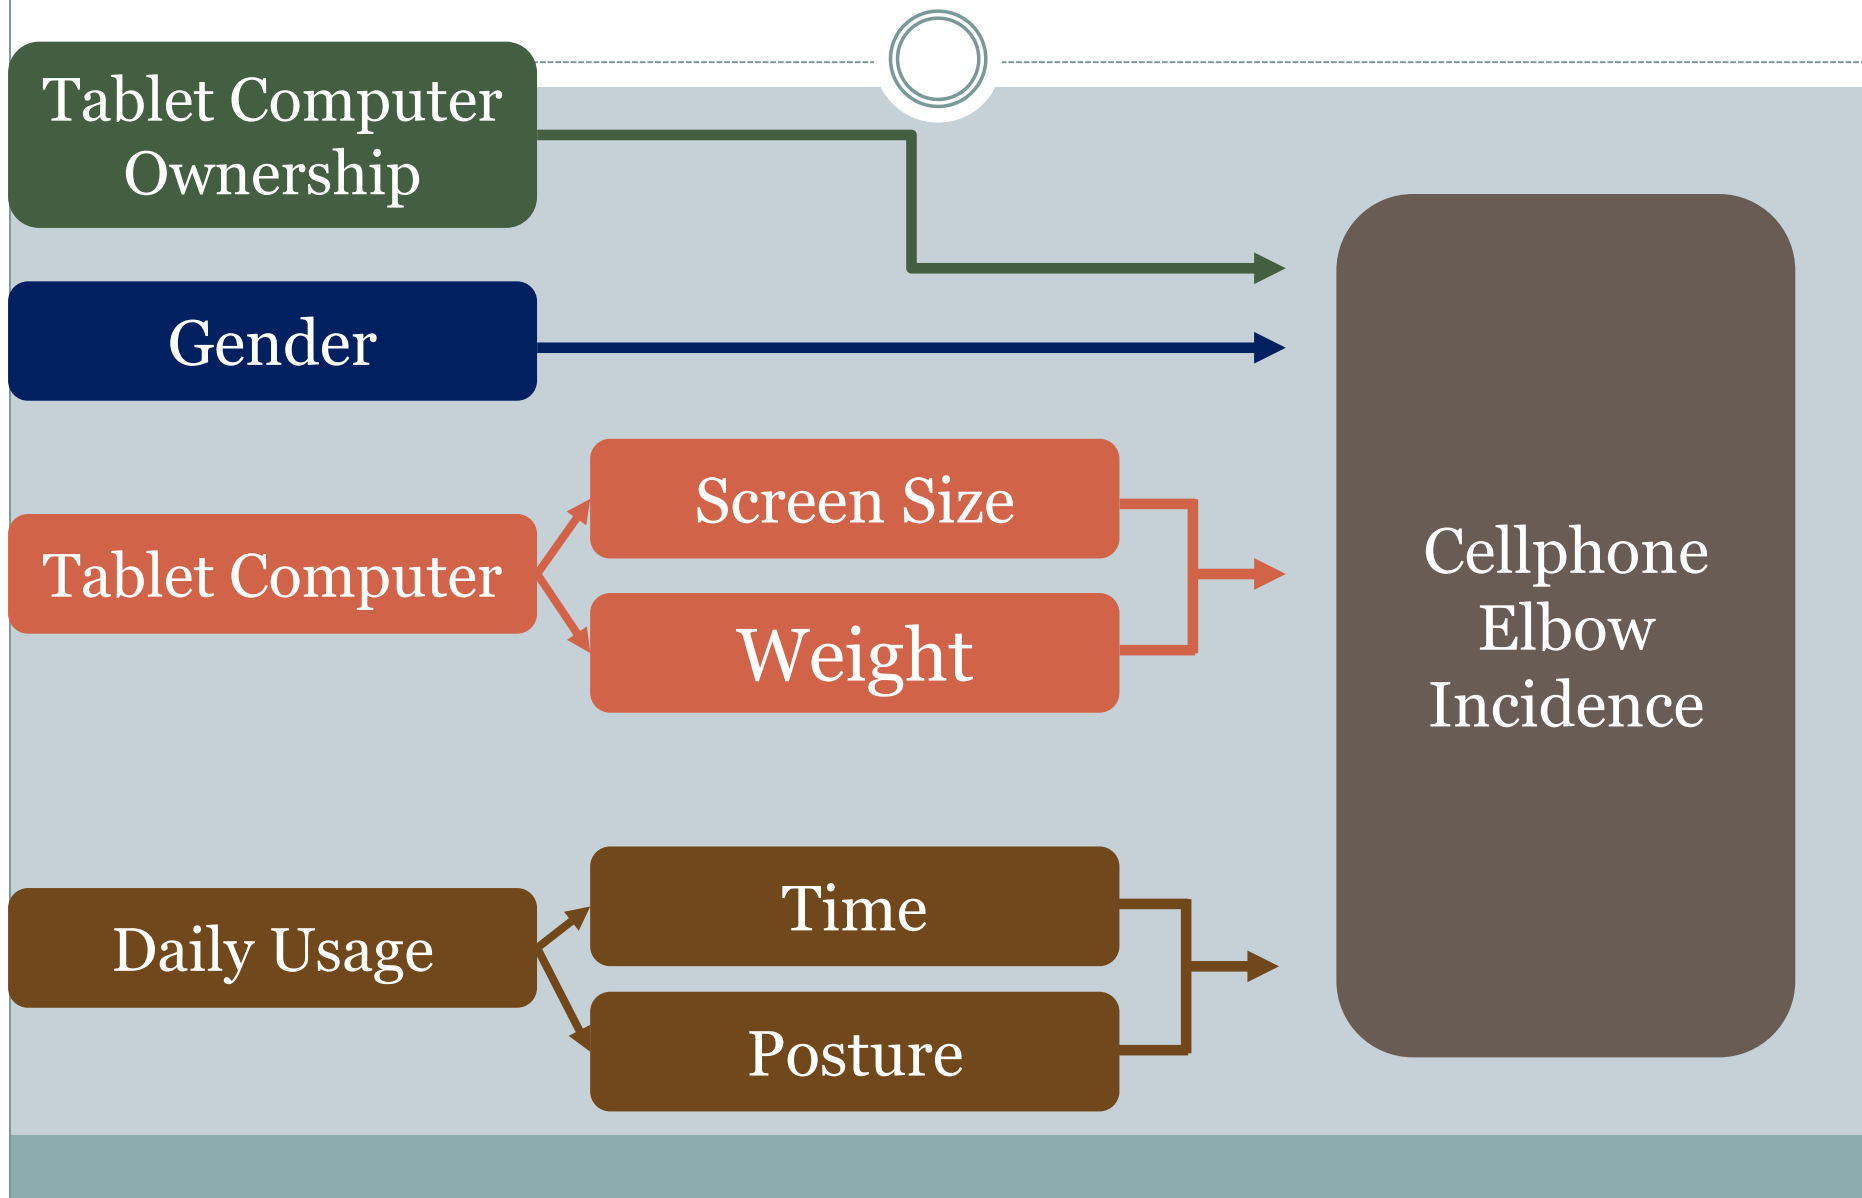 Tablet Computer
Ownership
Gender
Tablet Computer
Screen Size
Weight
Daily Usage
Time
Posture
Cellphone
Elbow
Incidence